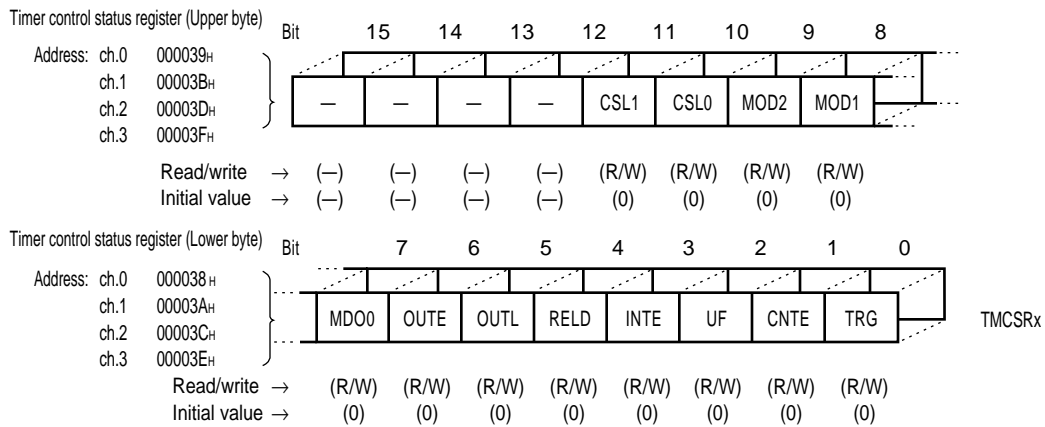 Timer control status register (Upper byte) Bit 15 14 13 12 11 10 9 8
Address: ch.0 000039H
ch.1 00003BH
ch.2 00003DH
ch.3 00003FH
— — — — CSL1 CSL0 MOD2 MOD1
Read/write → (—) (—) (—) (—) (R/W) (R/W) (R/W) (R/W)
Initial value → (—) (—) (—) (—) (0) (0) (0) (0)
Timer control status register (Lower byte) Bit 7 6 5 4 3 2 1 0
Address: ch.0 000038H
ch.1 00003AH
ch.2 00003CH
ch.3 00003EH
MDO0 OUTE OUTL RELD INTE UF CNTE TRG TMCSRx
Read/write → (R/W) (R/W) (R/W) (R/W) (R/W) (R/W) (R/W) (R/W)
Initial value → (0) (0) (0) (0) (0) (0) (0) (0)